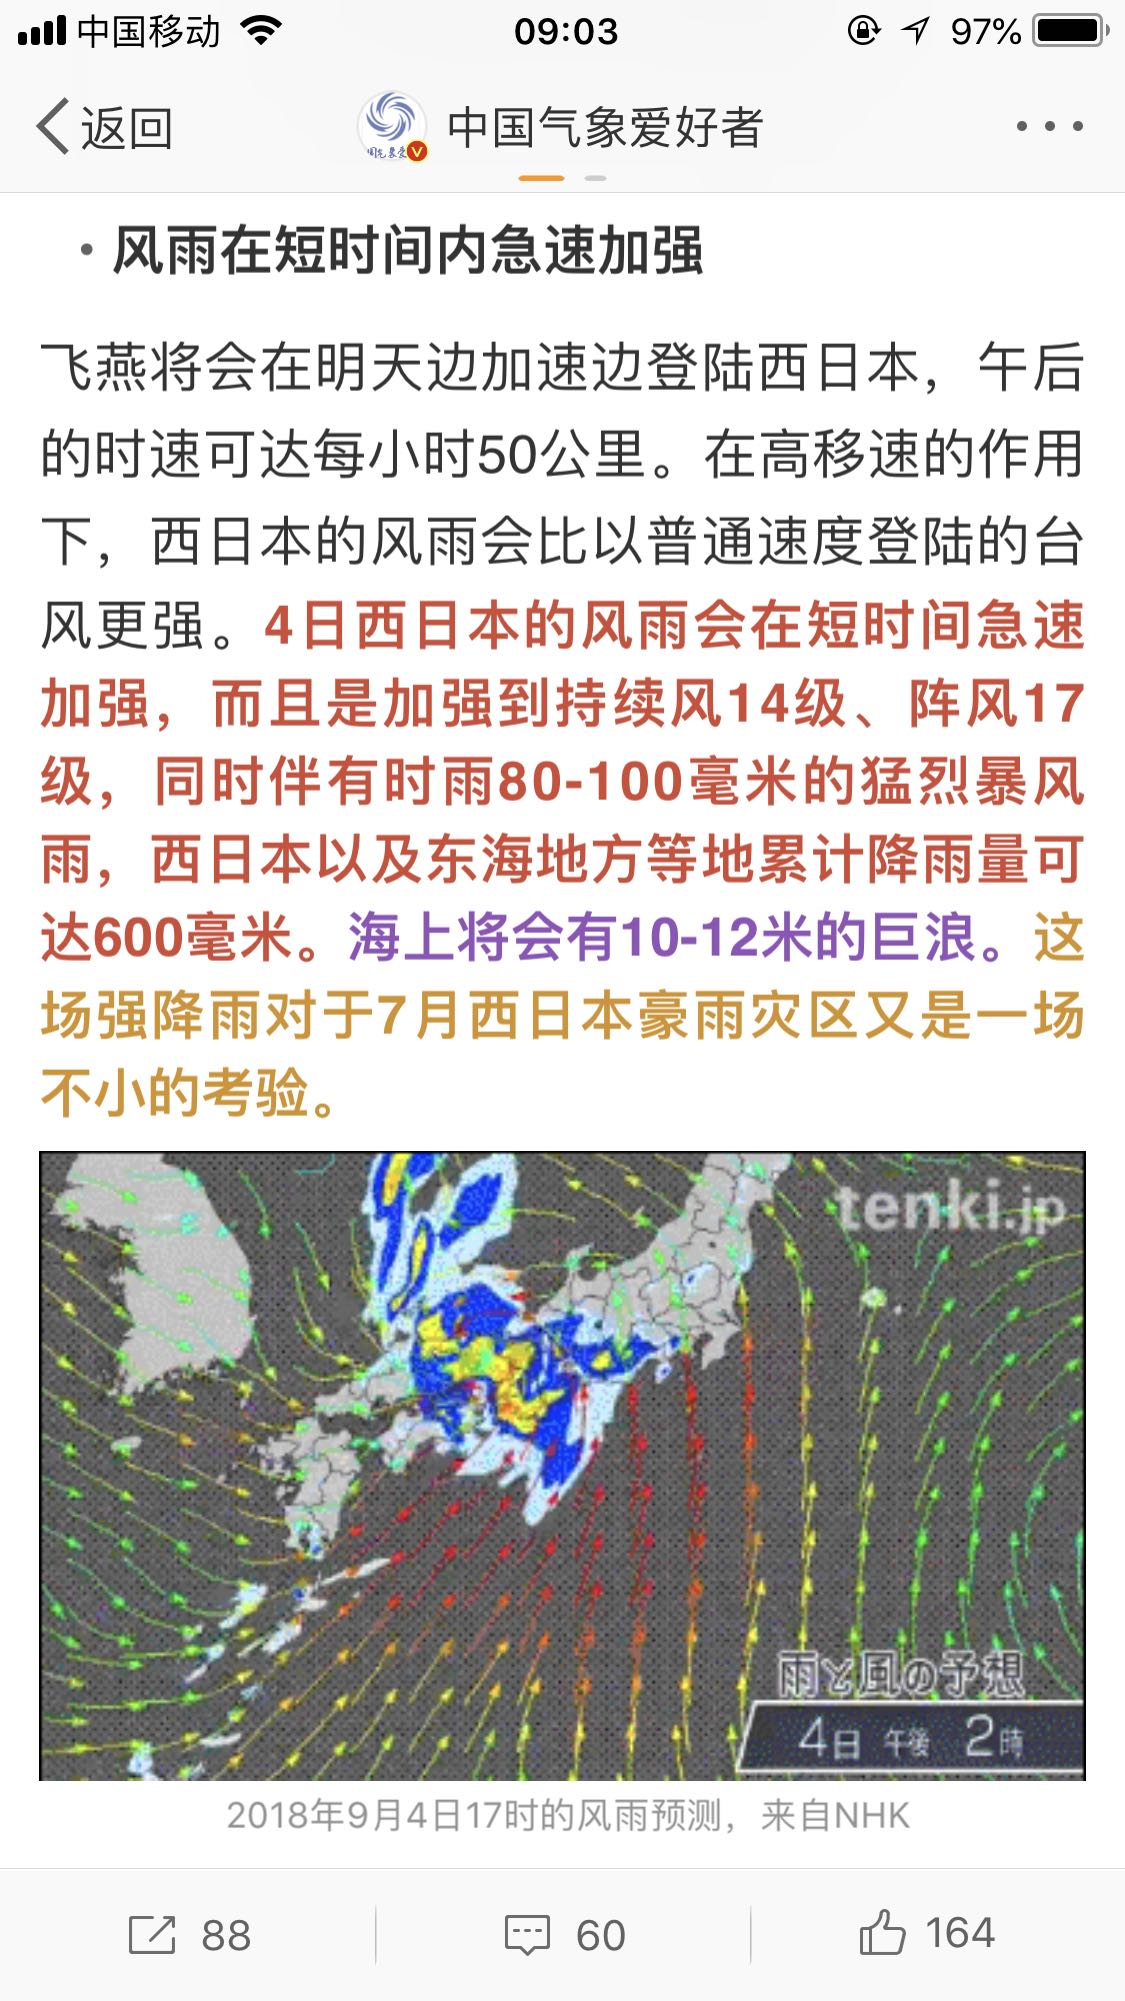 中国移动 09:03 97%
返回 中国气象爱好者
·风雨在短时间内急速加强
飞燕将会在明天边加速边登陆西日本，午后
的时速可达每小时50公里。在高移速的作用
下，西日本的风雨会比以普通速度登陆的台
风更强。4日西日本的风雨会在短时间急速
加强，而且是加强到持续风14级、阵风17
级，同时伴有时雨80-100毫米的猛烈暴风
雨，西日本以及东海地方等地累计降雨量可
达600毫米。海上将会有10-12米的巨浪。这
场强降雨对于7月西日本豪雨灾区又是一场
不小的考验。
tenki.jp
雨と風の予想
4日 午後 2時
2018年9月4日17时的风雨预测，来自NHK
88 60 164